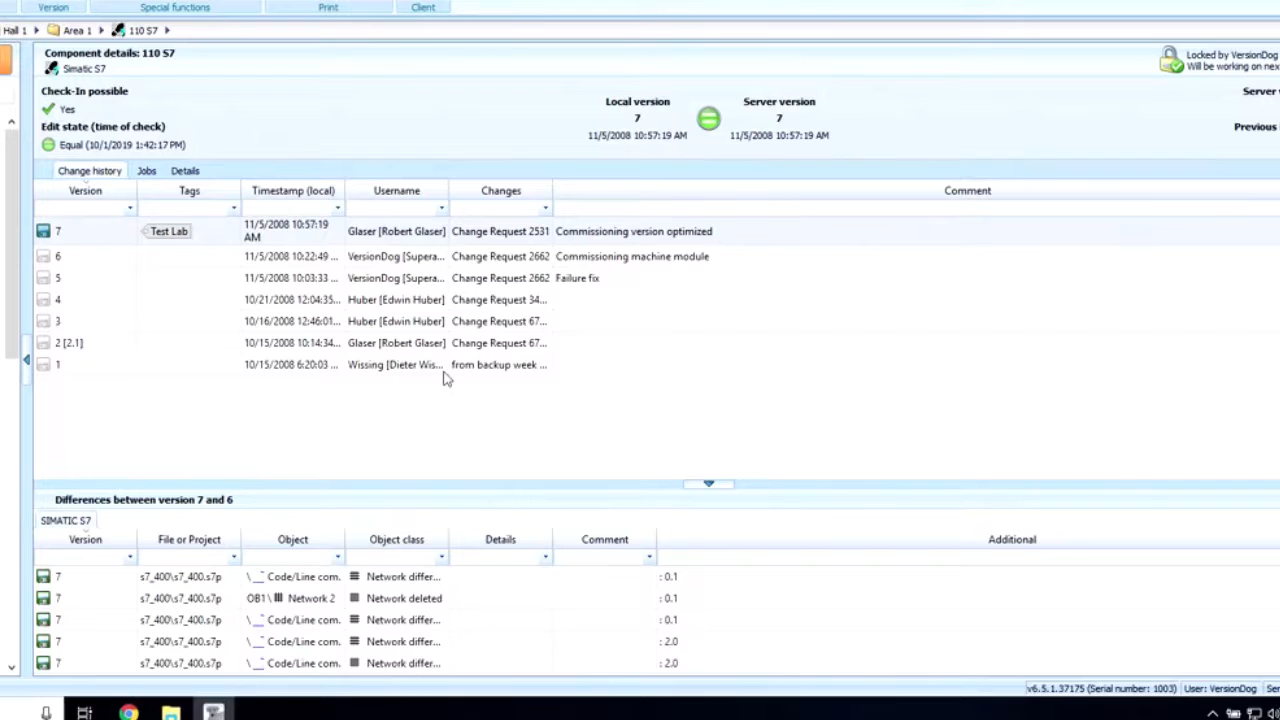 Version Special functions Print Client
Hall 1 Area 1 110 S7
Component details: 110 S7
Simatic S7
Locked by VersionDog
Will be working on nex
Check-In possible
Yes
Edit state (time of check)
Equal (10/1/2019 1:42:17 PM)
Local version
7
11/5/2008 10:57:19 AM
Server version
7
11/5/2008 10:57:19 AM
Server
Previous
Change history Jobs Details
Version Tags Timestamp (local) Username Changes Comment
7 Test Lab 11/5/2008 10:57:19 AM Glaser [Robert Glaser] Change Request 2531 Commissioning version optimized
6 11/5/2008 10:22:49 ... VersionDog [Supera... Change Request 2662 Commissioning machine module
5 11/5/2008 10:03:33 ... VersionDog [Supera... Change Request 2662 Failure fix
4 10/21/2008 12:04:35... Huber [Edwin Huber] Change Request 34...
3 10/16/2008 12:46:01... Huber [Edwin Huber] Change Request 67...
2 [2.1] 10/15/2008 10:14:34... Glaser [Robert Glaser] Change Request 67...
1 10/15/2008 6:20:03 ... Wissing [Dieter Wis... from backup week ...
Differences between version 7 and 6
SIMATIC S7
Version File or Project Object Object class Details Comment Additional
7 s7_400\s7_400.s7p \ Code/Line com. Network differ... : 0.1
7 s7_400\s7_400.s7p OB1\ Network 2 Network deleted : 0.1
7 s7_400\s7_400.s7p \ Code/Line com. Network differ... : 0.1
7 s7_400\s7_400.s7p \ Code/Line com. Network differ... : 2.0
7 s7_400\s7_400.s7p \ Code/Line com. Network differ... : 2.0
v6.5.1.37175 (Serial number: 1003) User: VersionDog Se